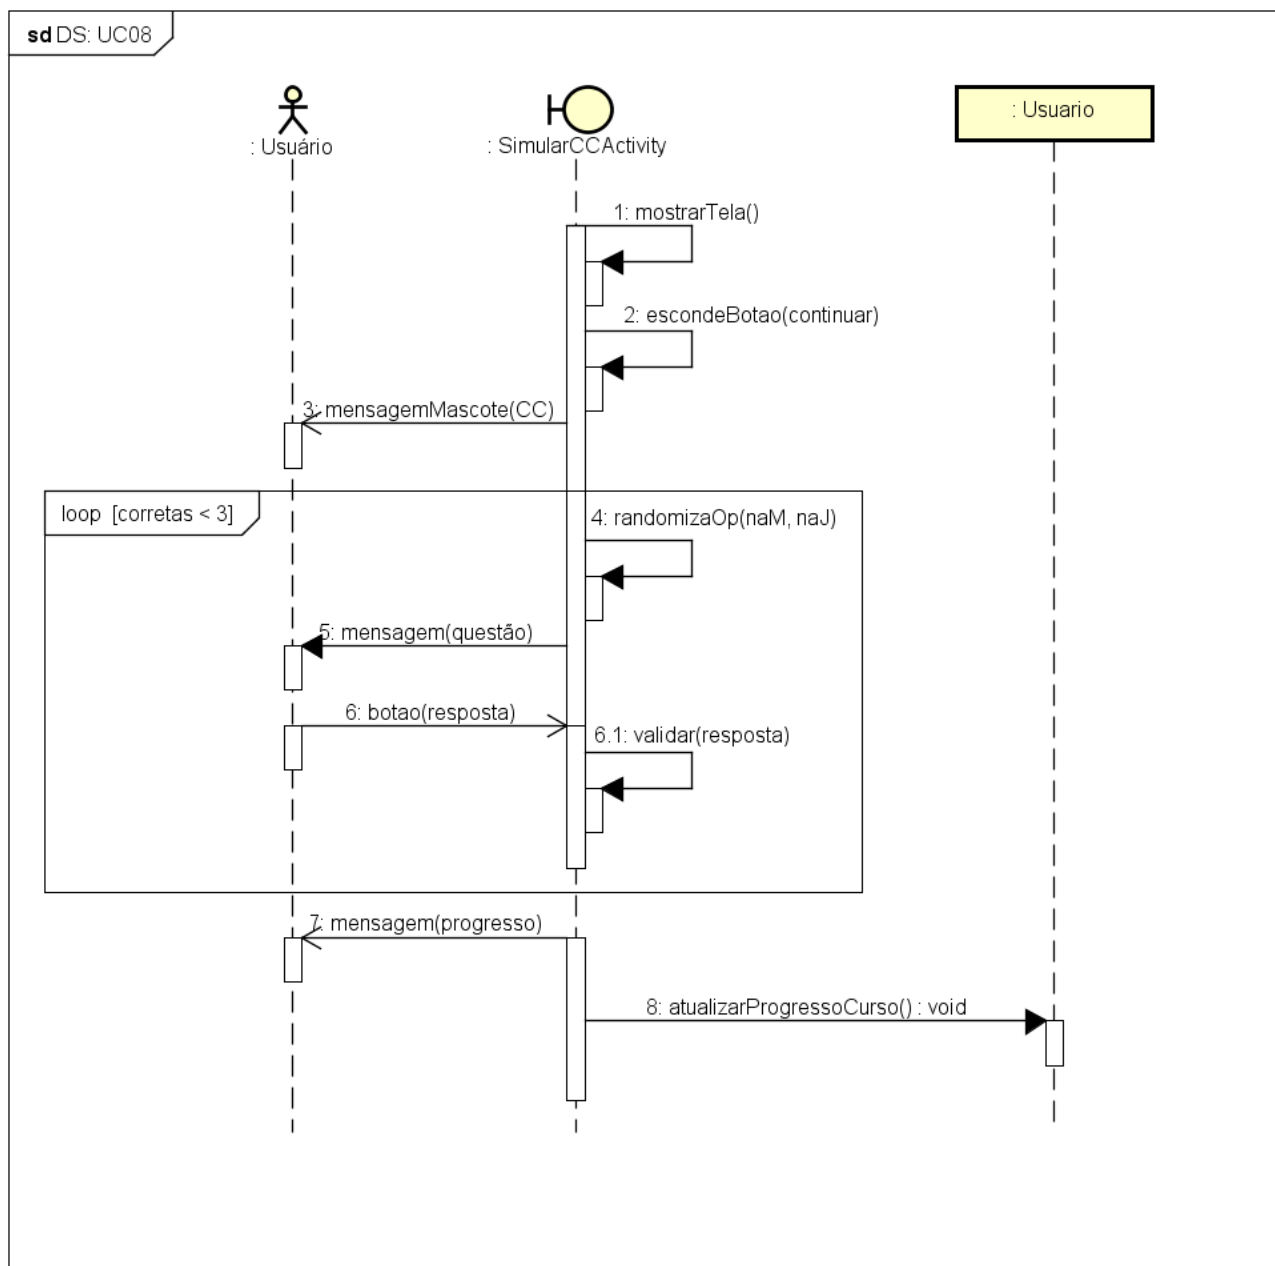 sd DS: UC08
: Usuário
: SimularCCActivity
: Usuario
1: mostrarTela()
2: escondeBotao(continuar)
3: mensagemMascote(CC)
loop [corretas < 3]
4: randomizaOp(naM, naJ)
5: mensagem(questão)
6: botao(resposta)
6.1: validar(resposta)
7: mensagem(progresso)
8: atualizarProgressoCurso() : void